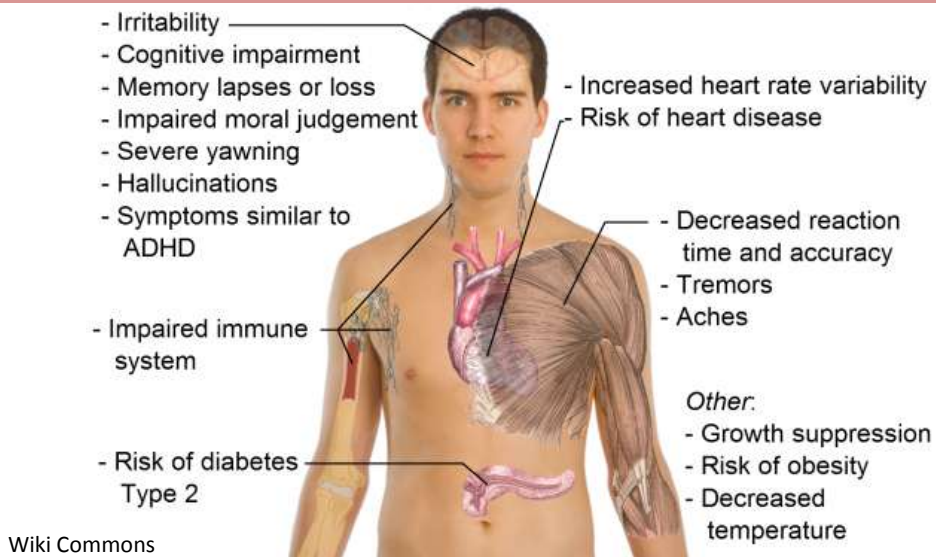 - Irritability
- Cognitive impairment
- Memory lapses or loss
- Impaired moral judgement
- Severe yawning
- Hallucinations
- Symptoms similar to
ADHD
- Impaired immune
system
- Risk of diabetes
Type 2
- Increased heart rate variability
- Risk of heart disease
- Decreased reaction
time and accuracy
- Tremors
- Aches
Other:
- Growth suppression
- Risk of obesity
- Decreased
temperature
Wiki Commons